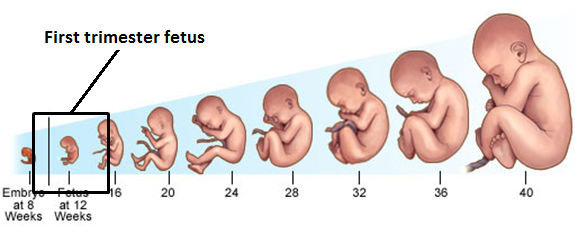 First trimester fetus
Embryo
at 8
Weeks
Fetus
at 12
Weeks
16
20
24
28
32
36
40